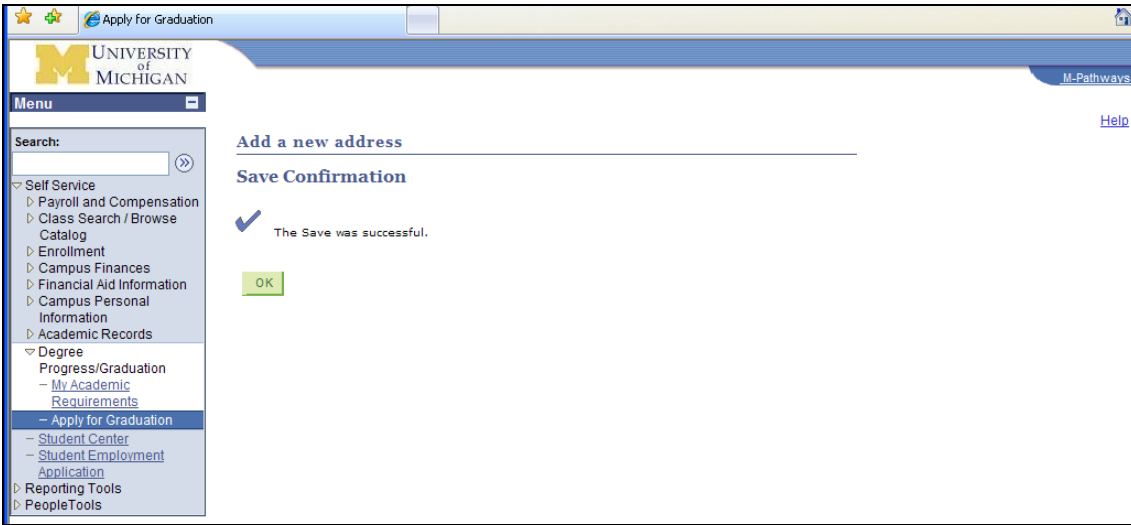 Apply for Graduation
UNIVERSITY
of
MICHIGAN
M-Pathways
Menu
Help
Search:
Self Service
Payroll and Compensation
Class Search / Browse
Catalog
Enrollment
Campus Finances
Financial Aid Information
Campus Personal
Information
Academic Records
Degree
Progress/Graduation
– My Academic
Requirements
– Apply for Graduation
– Student Center
– Student Employment
Application
Reporting Tools
PeopleTools
Add a new address
Save Confirmation
The Save was successful.
OK